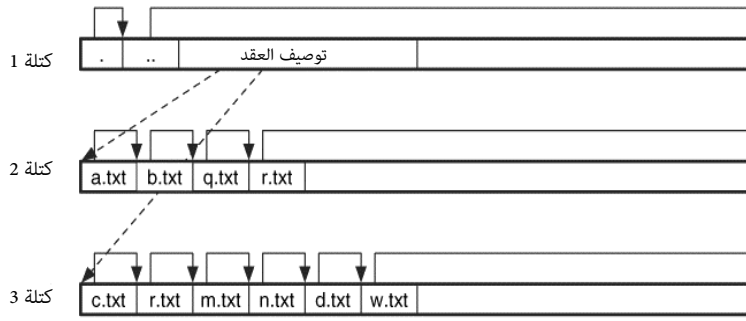 كتلة 1 . .. توصيف العقد
كتلة 2 a.txt b.txt q.txt r.txt
كتلة 3 c.txt r.txt m.txt n.txt d.txt w.txt